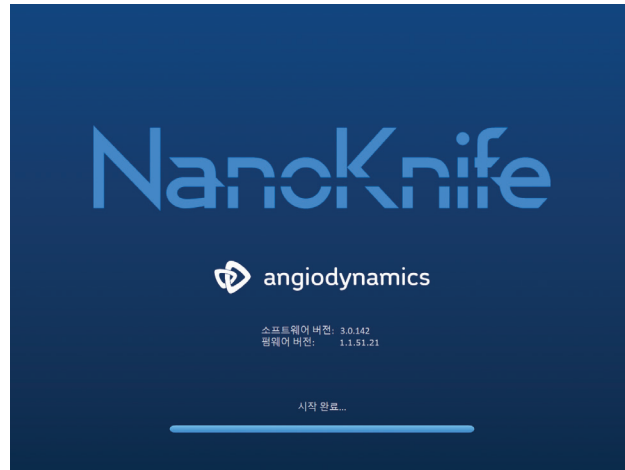 NanoKnife
angiodynamics
소프트웨어 버전: 3.0.142
펌웨어 버전: 1.1.51.21
시작 완료...